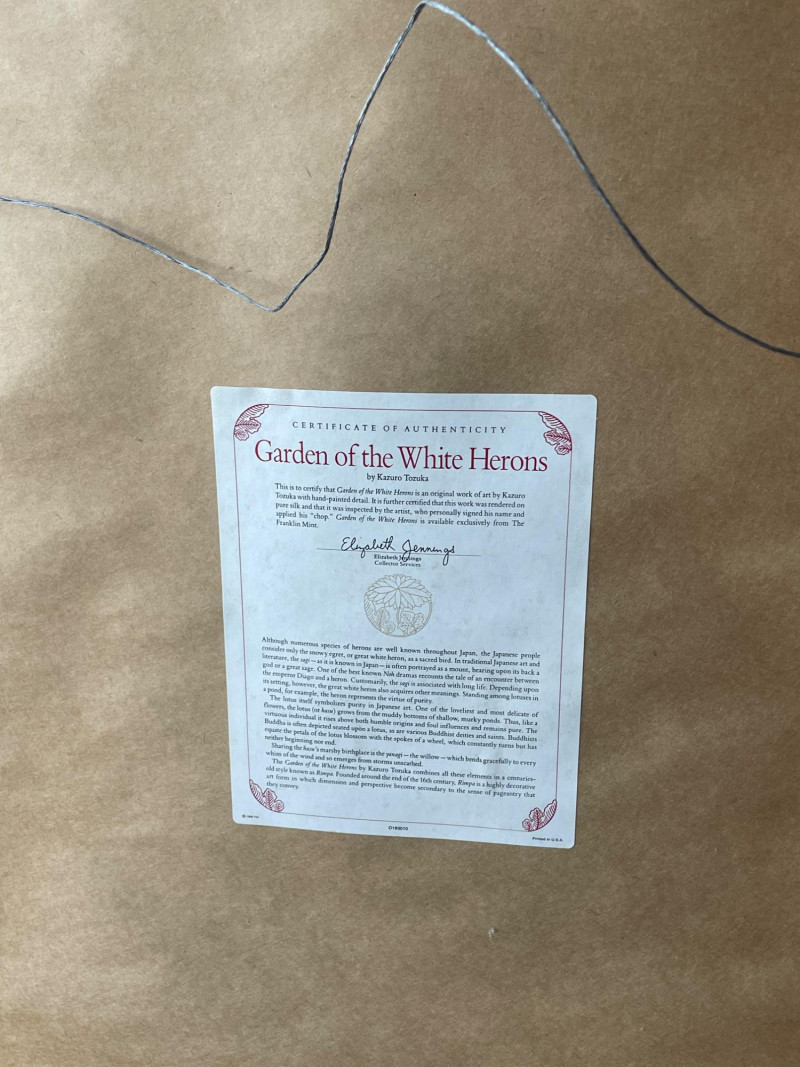 CERTIFICATE OF AUTHENTICITY
Garden of the White Herons
by Kazuro Tozuka
This is to certify that Garden of the White Herons is an original work of art by Kazuro
Tozuka with hand-painted detail. It is further certified that this work was rendered on
pure silk and that it was inspected by the artist, who personally signed his name and
applied his "chop." Garden of the White Herons is available exclusively from The
Franklin Mint.
Elizabeth Jennings
Elizabeth Jennings
Collector Services
Although numerous species of herons are well known throughout Japan, the Japanese people
consider only the snowy egret, or great white heron, as a sacred bird. In traditional Japanese art and
literature, the sagi — as it is known in Japan — is often portrayed as a mount, bearing upon its back a
god or a great sage. One of the best known Nōh dramas recounts the tale of an encounter between
the emperor Diago and a heron. Customarily, the sagi is associated with long life. Depending upon
its setting, however, the great white heron also acquires other meanings. Standing among lotuses in
a pond, for example, the heron represents the virtue of purity.
The lotus itself symbolizes purity in Japanese art. One of the loveliest and most delicate of
flowers, the lotus (or hasu) grows from the muddy bottoms of shallow, murky ponds. Thus, like a
virtuous individual it rises above both humble origins and foul influences and remains pure. The
Buddha is often depicted seated upon a lotus, as are various Buddhist deities and saints. Buddhists
equate the petals of the lotus blossom with the spokes of a wheel, which constantly turns but has
neither beginning nor end.
Sharing the hasu's marshy birthplace is the yanagi — the willow — which bends gracefully to every
whim of the wind and so emerges from storms unscathed.
The Garden of the White Herons by Kazuro Tozuka combines all these elements in a centuries-
old style known as Rimpa. Founded around the end of the 16th century, Rimpa is a highly decorative
art form in which dimension and perspective become secondary to the sense of pageantry that
they convey.
Printed in U.S.A.